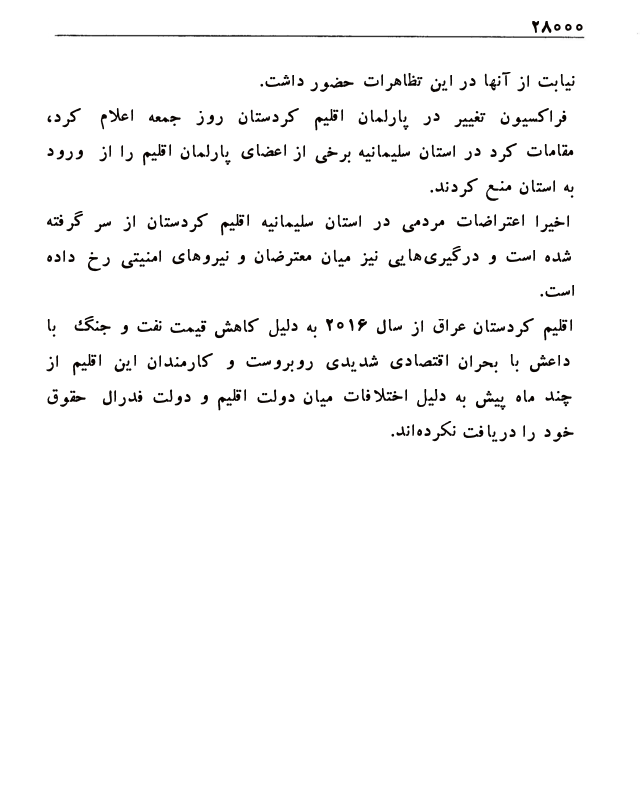 ۲۸۰۰۰
نیابت از آنها در این تظاهرات حضور داشت.
فراکسیون تغییر در پارلمان اقلیم کردستان روز جمعه اعلام کرد،
مقامات کرد در استان سلیمانیه برخی از اعضای پارلمان اقلیم را از ورود
به استان منع کردند.
اخیرا اعتراضات مردمی در استان سلیمانیه اقلیم کردستان از سر گرفته
شده است و درگیری‌هایی نیز میان معترضان و نیروهای امنیتی رخ داده
است.
اقلیم کردستان عراق از سال ۲۰۱۶ به دلیل کاهش قیمت نفت و جنگ با
داعش با بحران اقتصادی شدیدی روبروست و کارمندان این اقلیم از
چند ماه پیش به دلیل اختلافات میان دولت اقلیم و دولت فدرال حقوق
خود را دریافت نکرده‌اند.